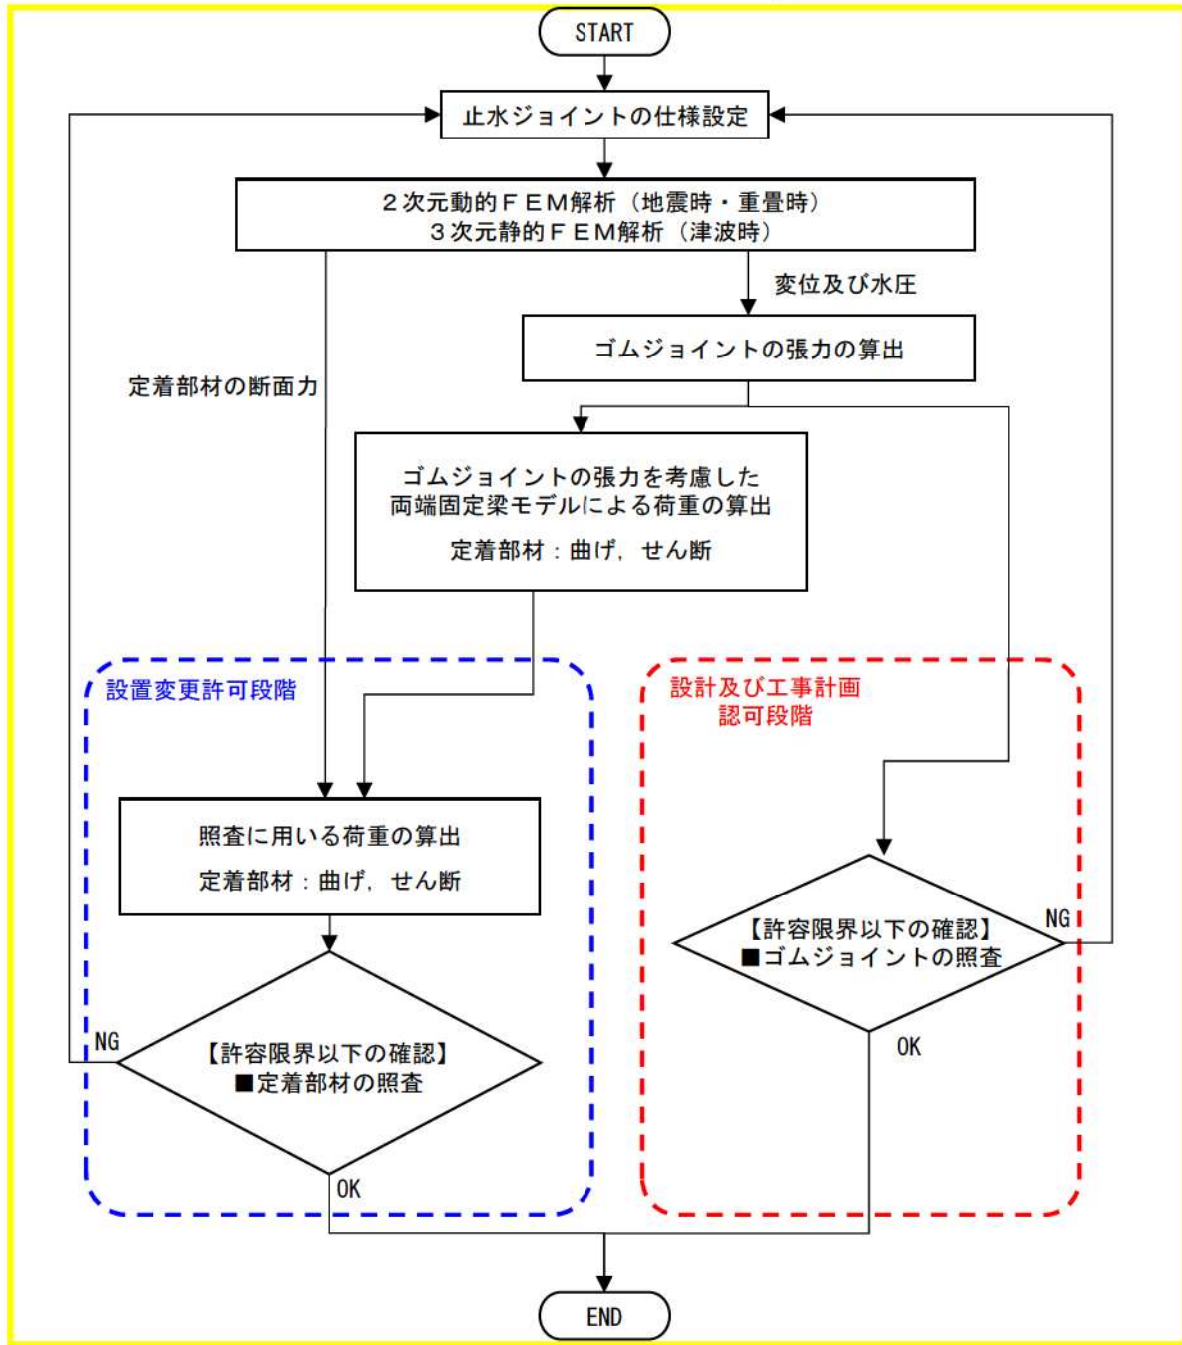 START
止水ジョイントの仕様設定
２次元動的ＦＥＭ解析（地震時・重畳時）
３次元静的ＦＥＭ解析（津波時）
変位及び水圧
ゴムジョイントの張力の算出
定着部材の断面力
ゴムジョイントの張力を考慮した
両端固定梁モデルによる荷重の算出
定着部材：曲げ，せん断
設置変更許可段階
設計及び工事計画
認可段階
照査に用いる荷重の算出
定着部材：曲げ，せん断
【許容限界以下の確認】
■ゴムジョイントの照査
NG
OK
【許容限界以下の確認】
■定着部材の照査
NG
OK
END